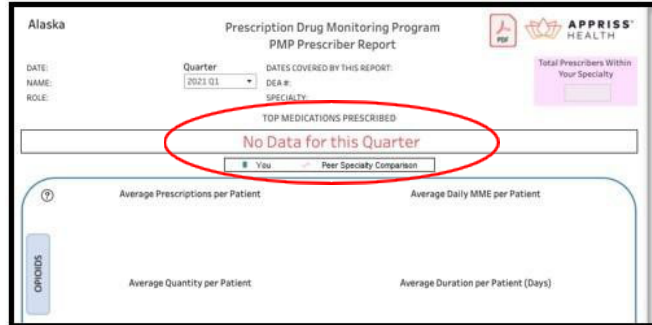 Alaska
Prescription Drug Monitoring Program
PMP Prescriber Report
PDF
APPRISS
HEALTH
DATE:
NAME:
ROLE:
Quarter
2021 Q1
DATES COVERED BY THIS REPORT:
DEA #:
SPECIALTY:
Total Prescribers Within
Your Specialty
TOP MEDICATIONS PRESCRIBED
No Data for this Quarter
You Peer Specialty Comparison
?
Average Prescriptions per Patient
Average Daily MME per Patient
OPIOIDS
Average Quantity per Patient
Average Duration per Patient (Days)